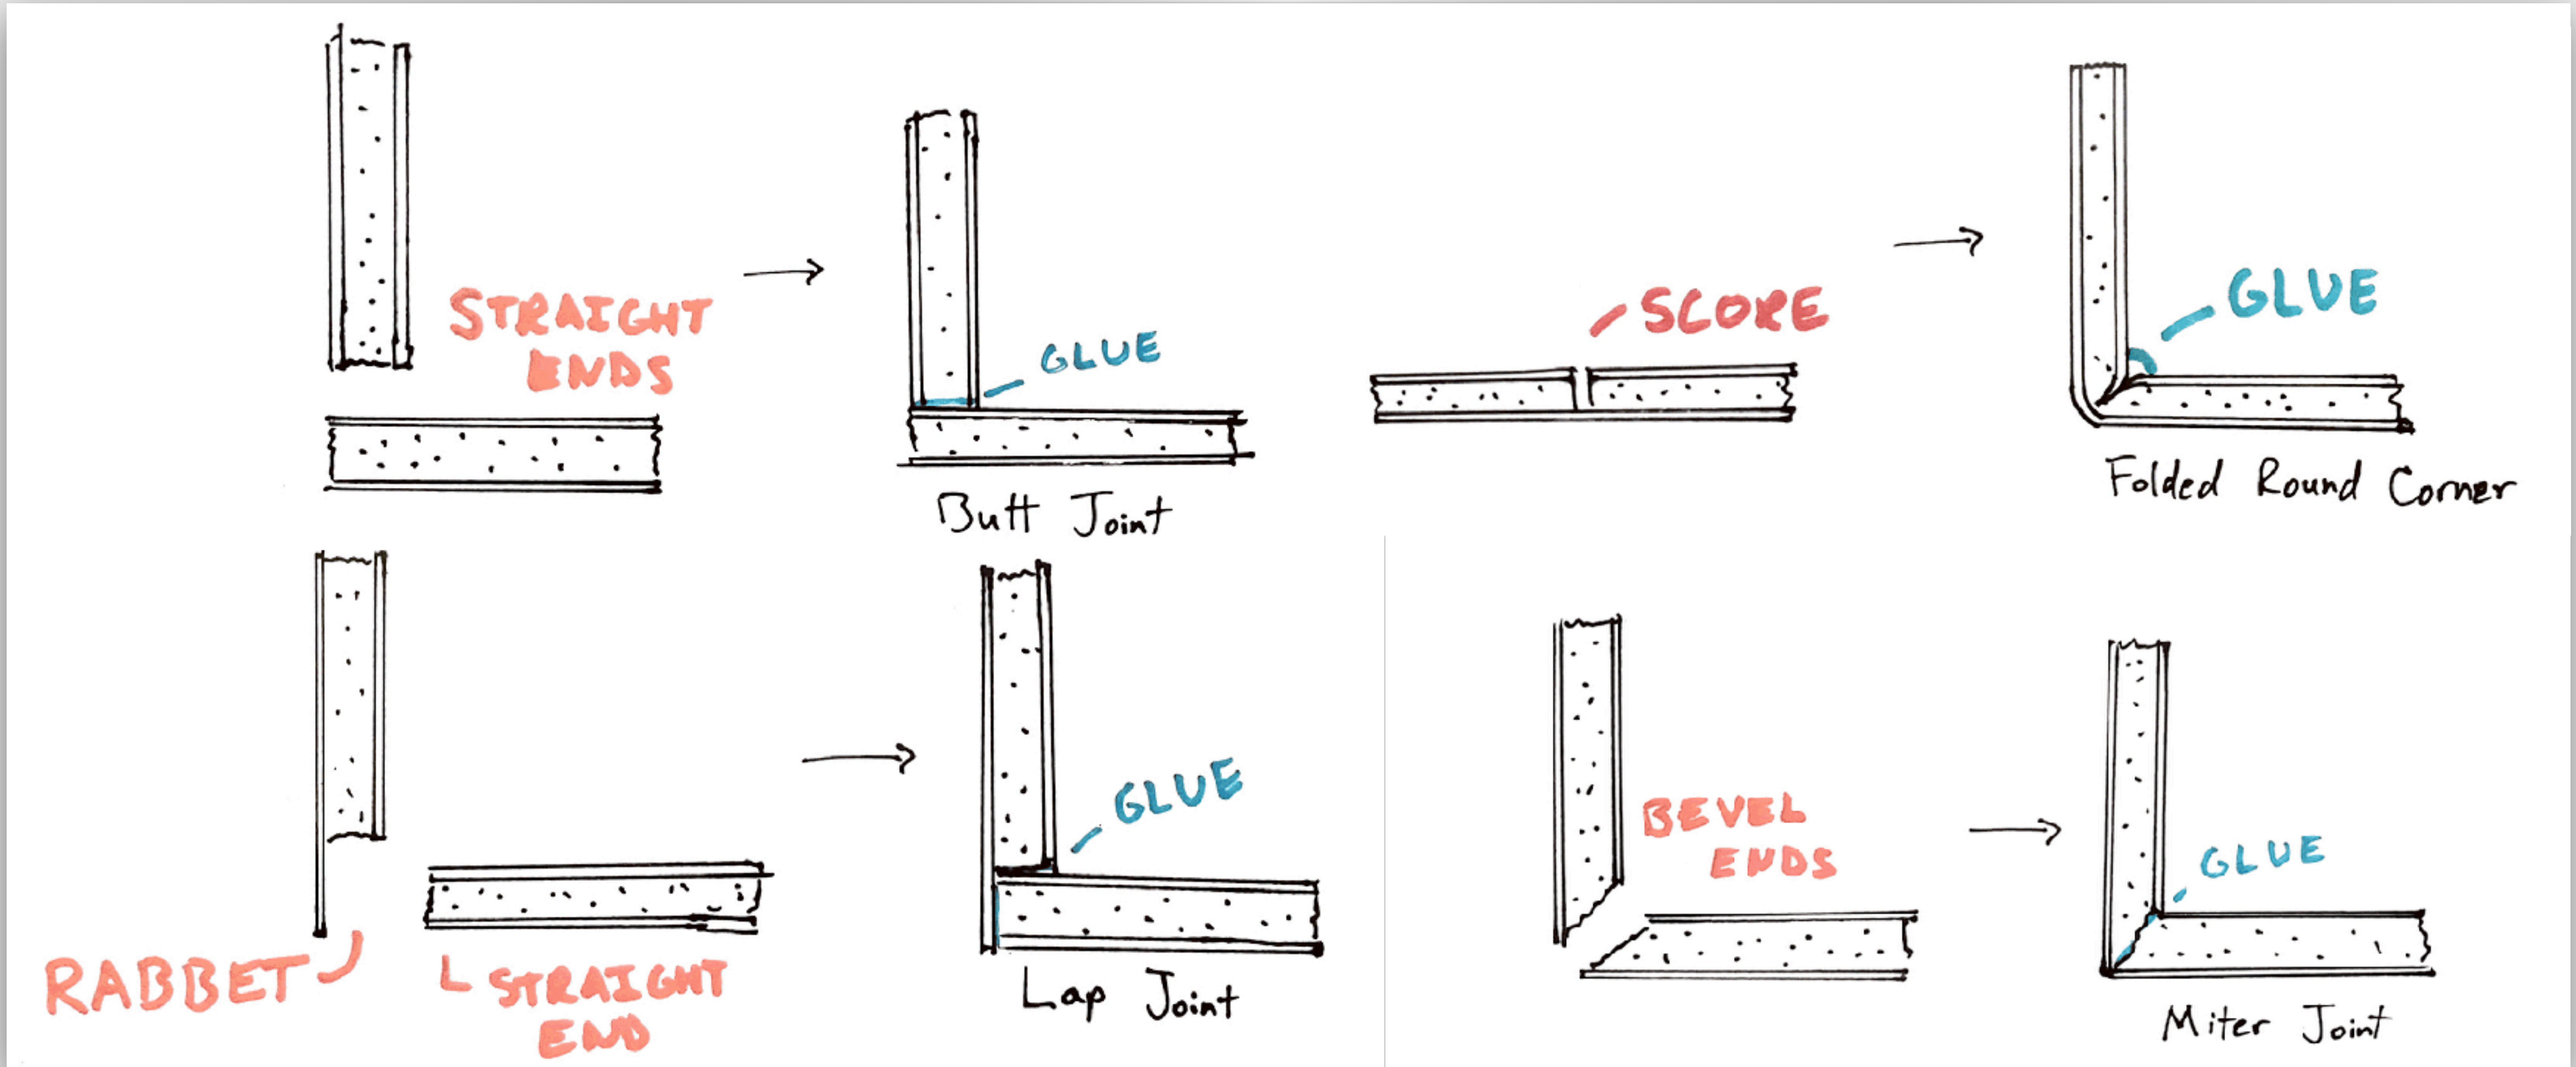 STRAIGHT
ENDS
GLUE
Butt Joint
SCORE
GLUE
Folded Round Corner
RABBET
STRAIGHT
END
GLUE
Lap Joint
BEVEL
ENDS
GLUE
Miter Joint